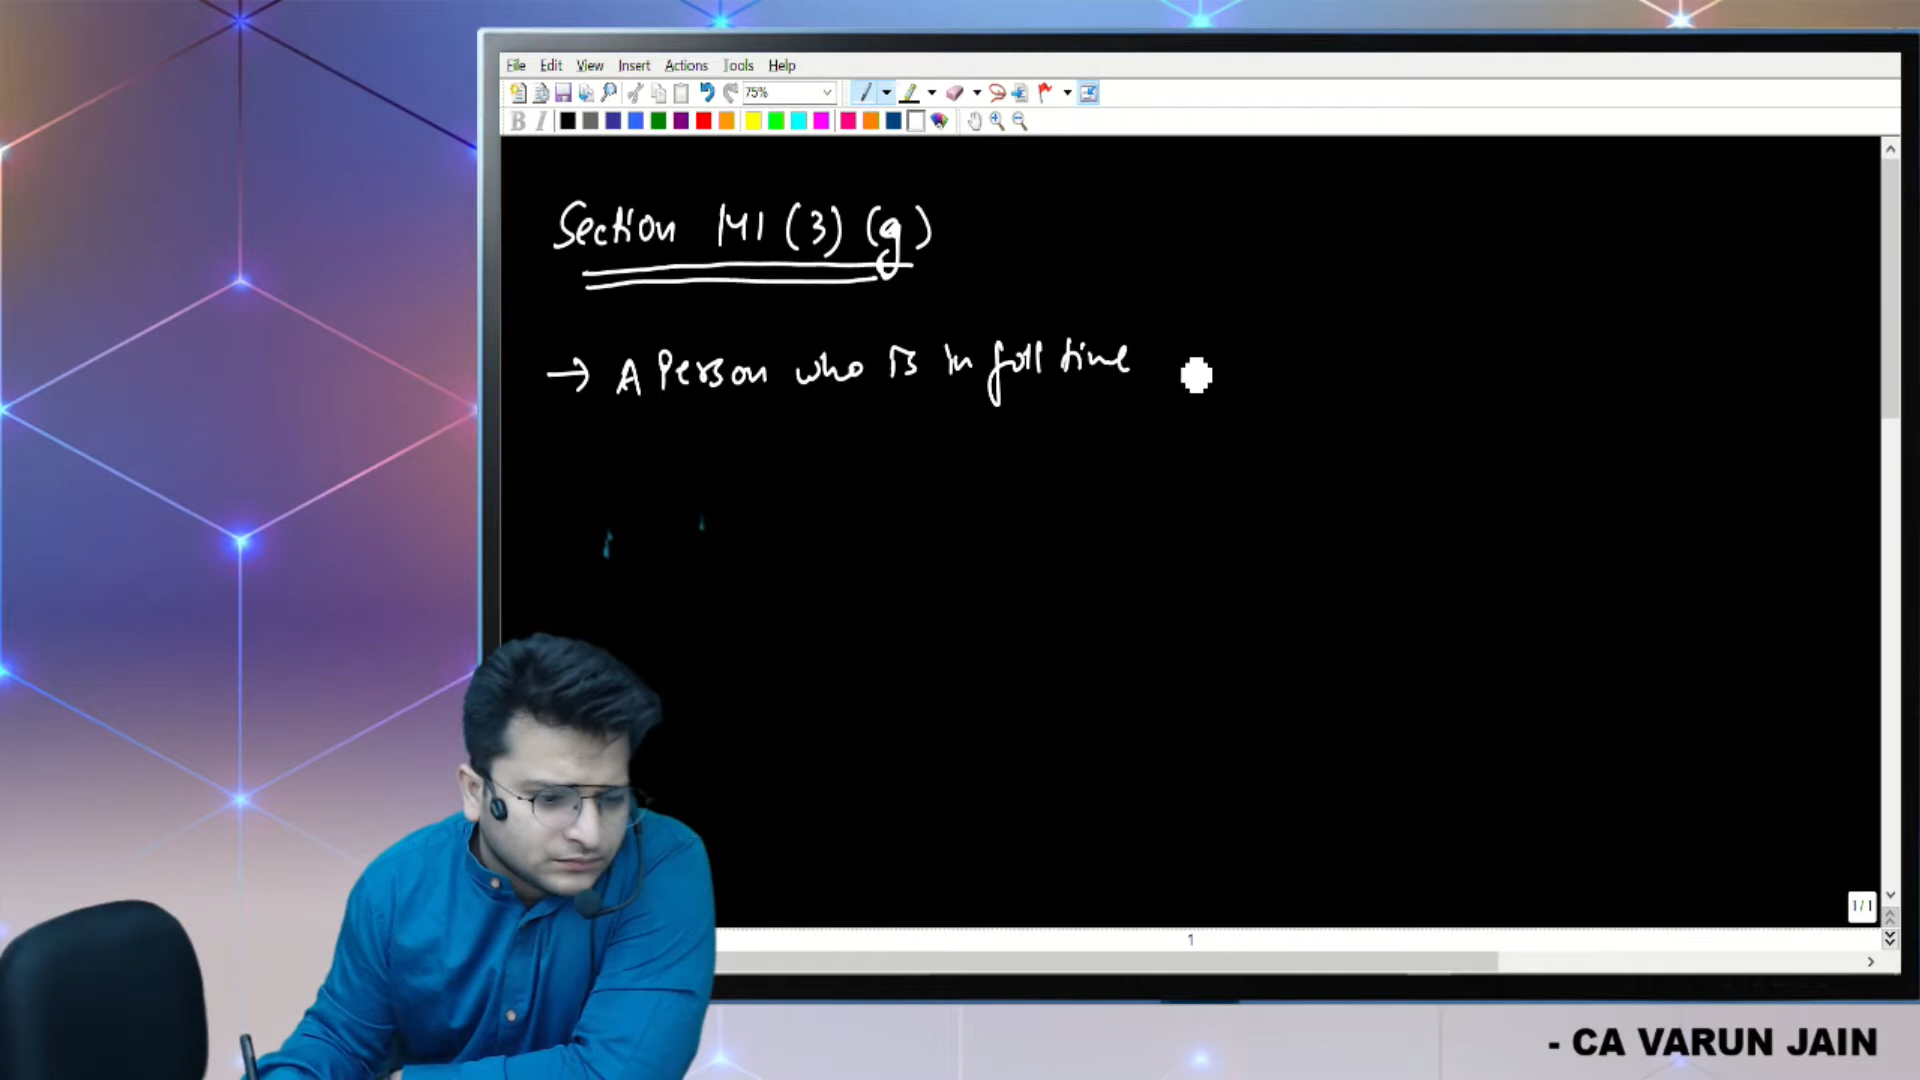 File Edit View Insert Actions Tools Help
75%
B I
Section 141 (3) (g)
→ A Person who is in full time
1/1
1
- CA VARUN JAIN